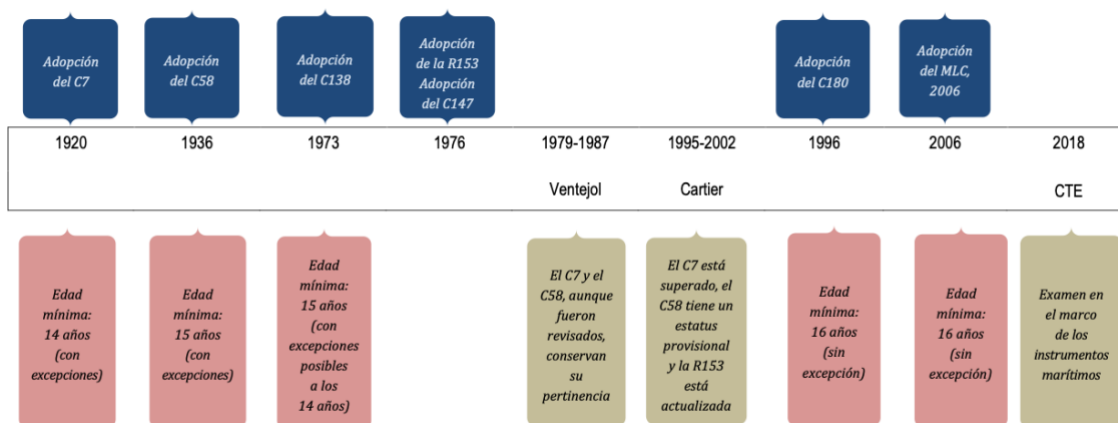 Adopción
del C7
Adopción
del C58
Adopción
del C138
Adopción
de la R153
Adopción
del C147
Adopción
del C180
Adopción
del MLC,
2006
1920
1936
1973
1976
1979-1987
1995-2002
1996
2006
2018
Ventejol
Cartier
CTE
Edad
mínima:
14 años
(con
excepciones)
Edad
mínima:
15 años
(con
excepciones)
Edad
mínima:
15 años
(con
excepciones
posibles
a los
14 años)
El C7 y el
C58, aunque
fueron
revisados,
conservan
su
pertinencia
El C7 está
superado, el
C58 tiene un
estatus
provisional
y la R153
está
actualizada
Edad
mínima:
16 años
(sin
excepción)
Edad
mínima:
16 años
(sin
excepción)
Examen en
el marco
de los
instrumentos
marítimos